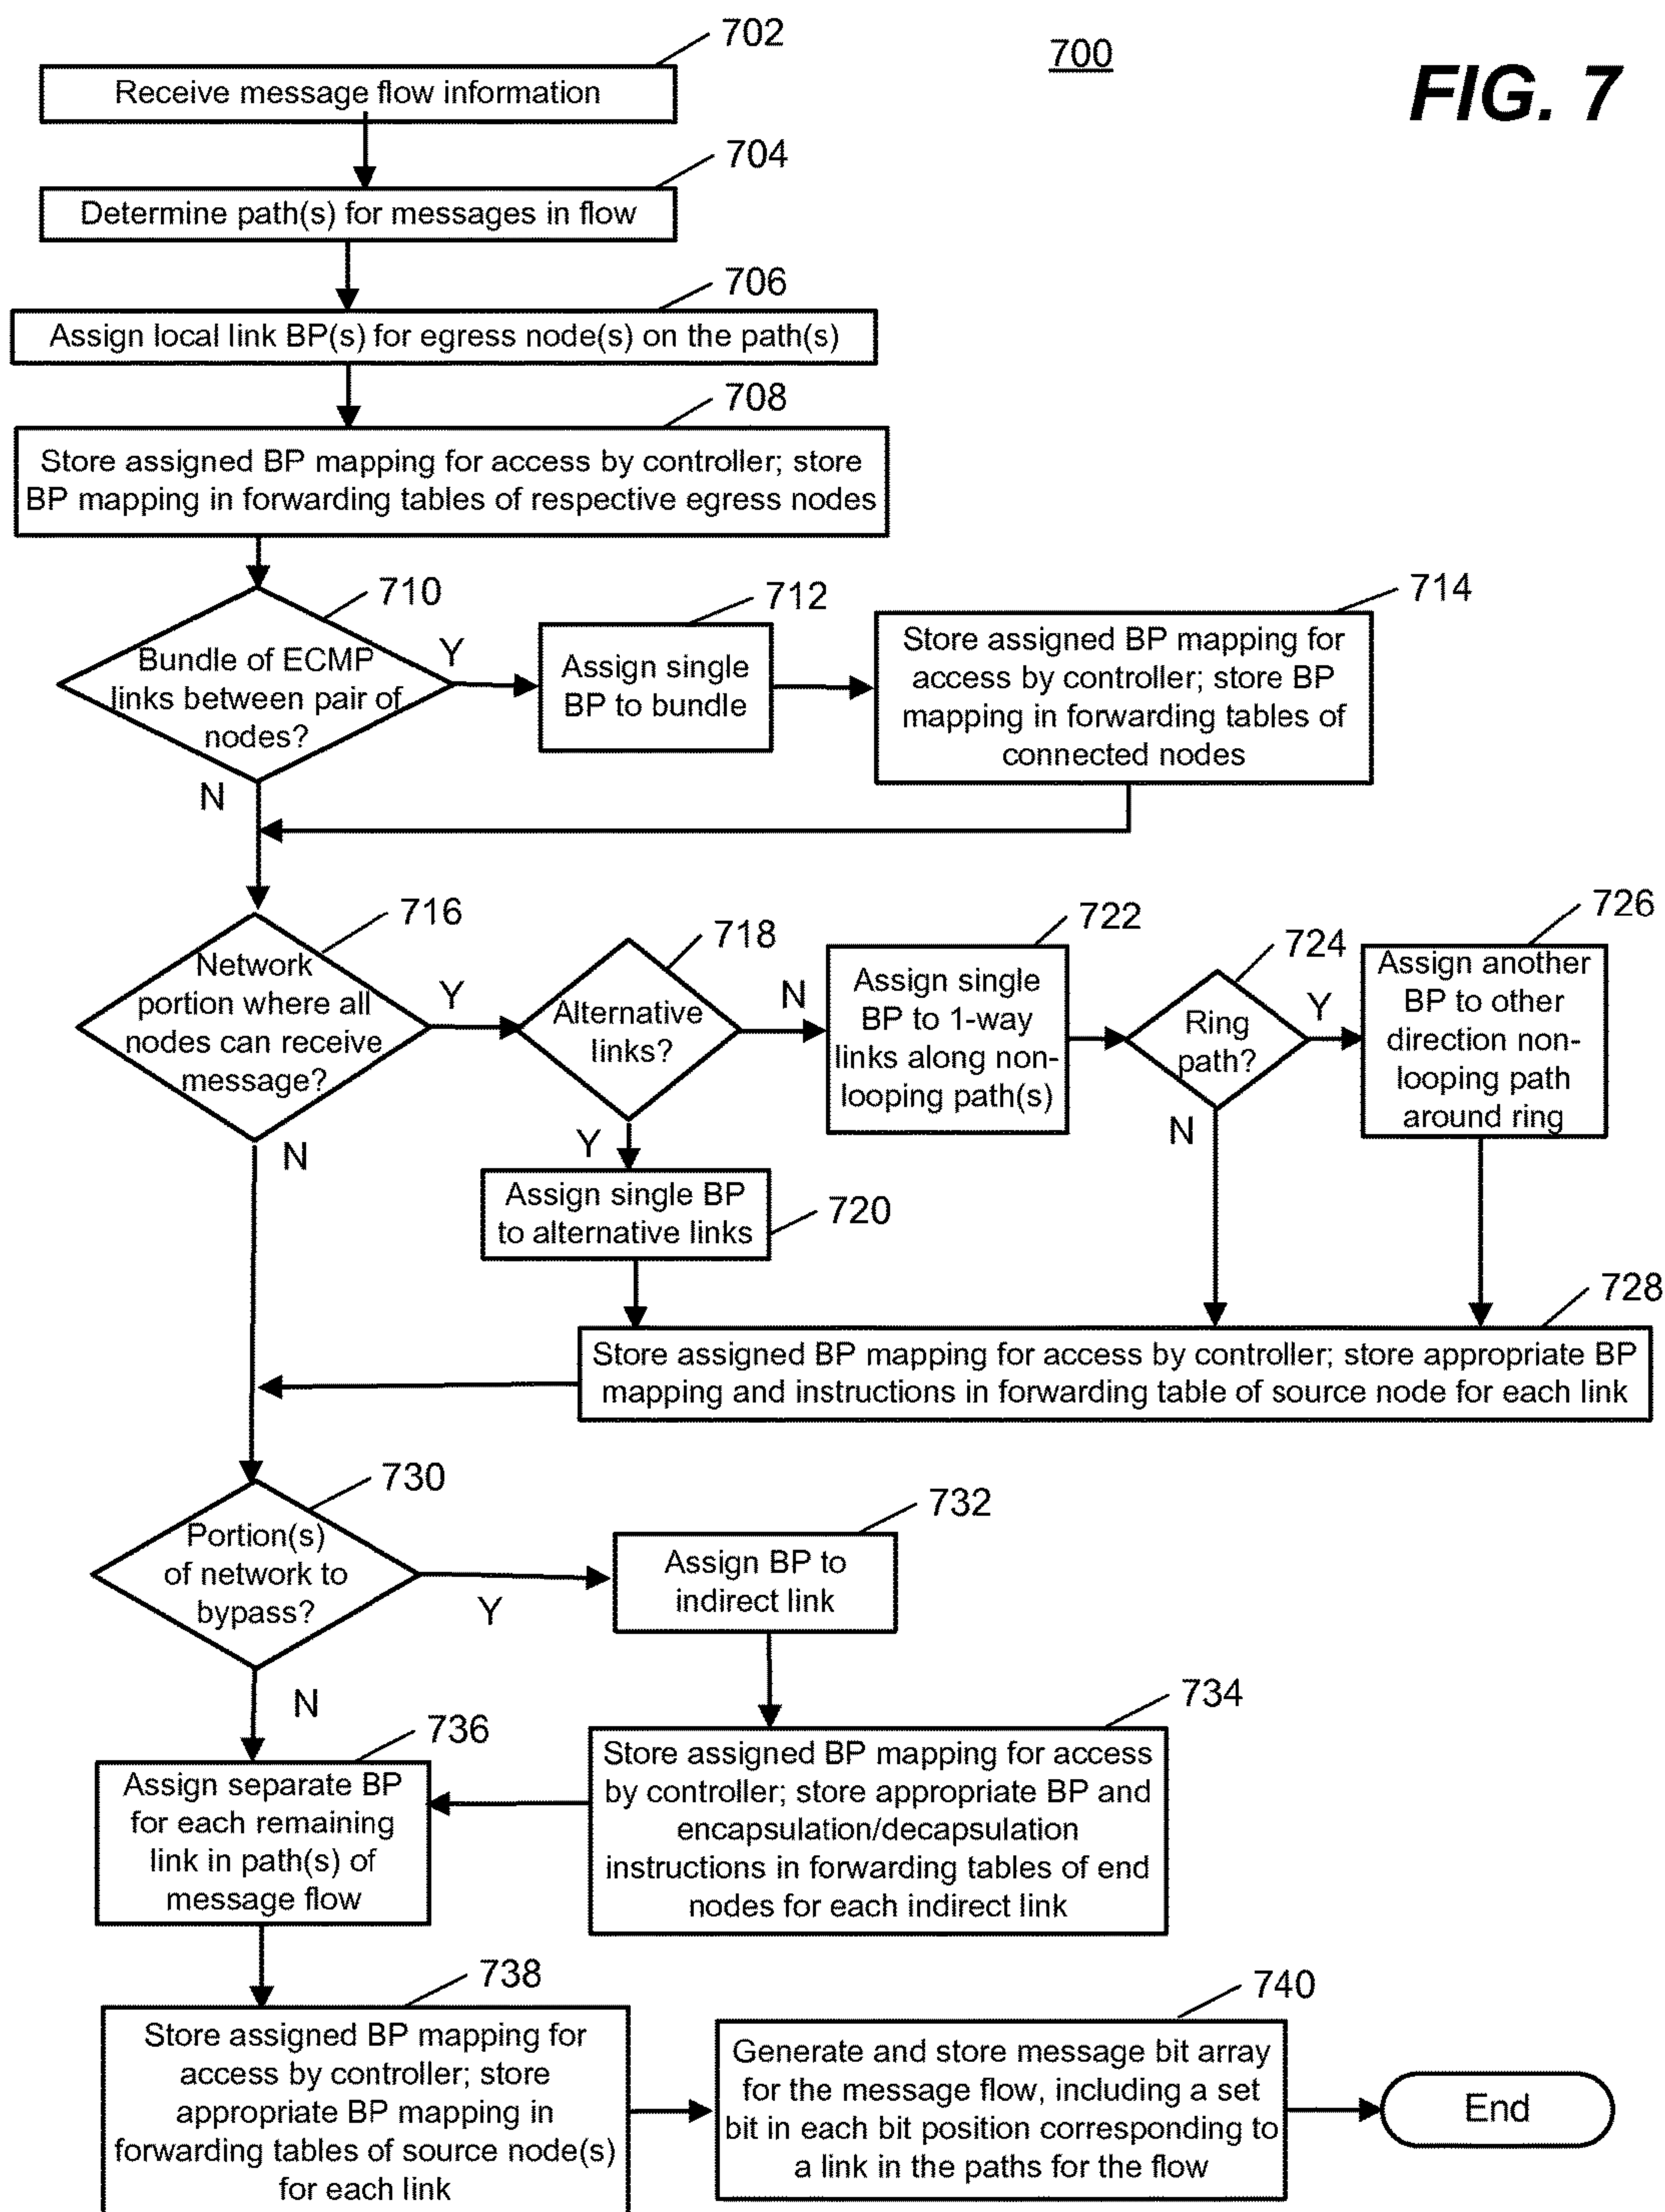 702
700
FIG. 7
Receive message flow information
704
Determine path(s) for messages in flow
706
Assign local link BP(s) for egress node(s) on the path(s)
708
Store assigned BP mapping for access by controller; store
BP mapping in forwarding tables of respective egress nodes
710
Bundle of ECMP
links between pair of
nodes?
Y
N
712
Assign single
BP to bundle
714
Store assigned BP mapping for
access by controller; store BP
mapping in forwarding tables of
connected nodes
716
Network
portion where all
nodes can receive
message?
Y
N
718
Alternative
links?
N
Y
720
Assign single BP
to alternative links
722
Assign single
BP to 1-way
links along non-
looping path(s)
724
Ring
path?
Y
N
726
Assign another
BP to other
direction non-
looping path
around ring
728
Store assigned BP mapping for access by controller; store appropriate BP
mapping and instructions in forwarding table of source node for each link
730
Portion(s)
of network to
bypass?
Y
N
732
Assign BP to
indirect link
734
Store assigned BP mapping for access
by controller; store appropriate BP and
encapsulation/decapsulation
instructions in forwarding tables of end
nodes for each indirect link
736
Assign separate BP
for each remaining
link in path(s) of
message flow
738
Store assigned BP mapping for
access by controller; store
appropriate BP mapping in
forwarding tables of source node(s)
for each link
740
Generate and store message bit array
for the message flow, including a set
bit in each bit position corresponding to
a link in the paths for the flow
End